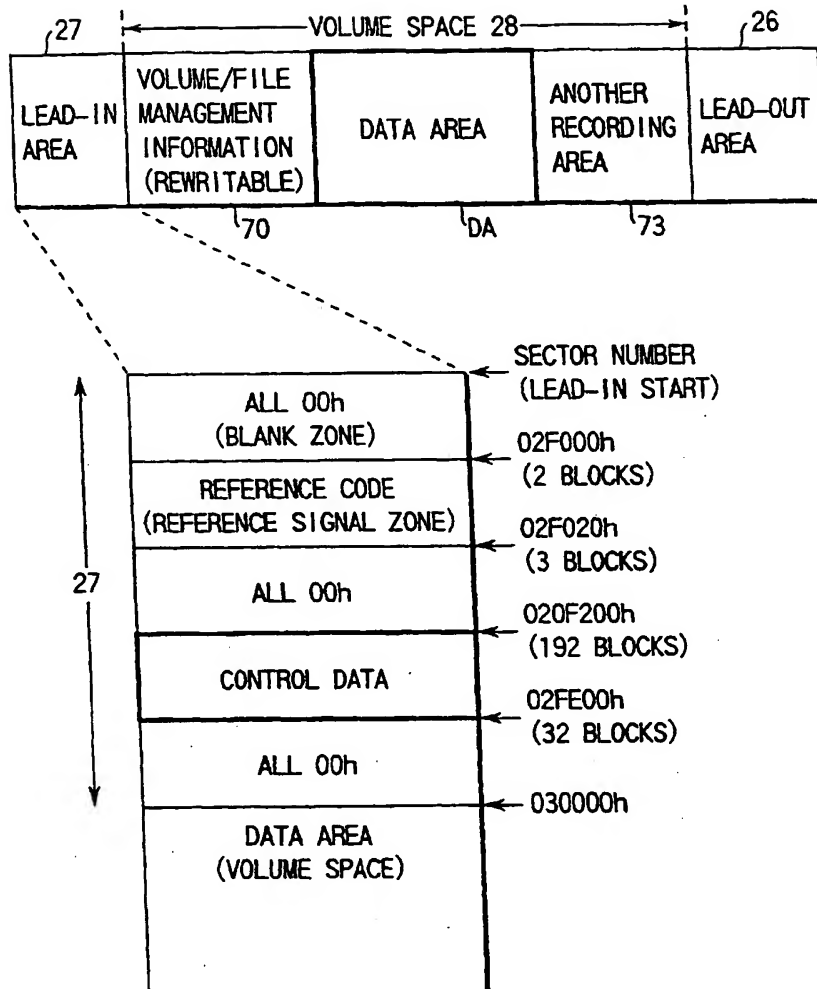 27
VOLUME SPACE 28
26
LEAD-IN
AREA
VOLUME/FILE
MANAGEMENT
INFORMATION
(REWRITABLE)
DATA AREA
ANOTHER
RECORDING
AREA
LEAD-OUT
AREA
70
DA
73
SECTOR NUMBER
(LEAD-IN START)
ALL 00h
(BLANK ZONE)
02F000h
(2 BLOCKS)
REFERENCE CODE
(REFERENCE SIGNAL ZONE)
02F020h
(3 BLOCKS)
27
ALL 00h
020F200h
(192 BLOCKS)
CONTROL DATA
02FE00h
(32 BLOCKS)
ALL 00h
030000h
DATA AREA
(VOLUME SPACE)